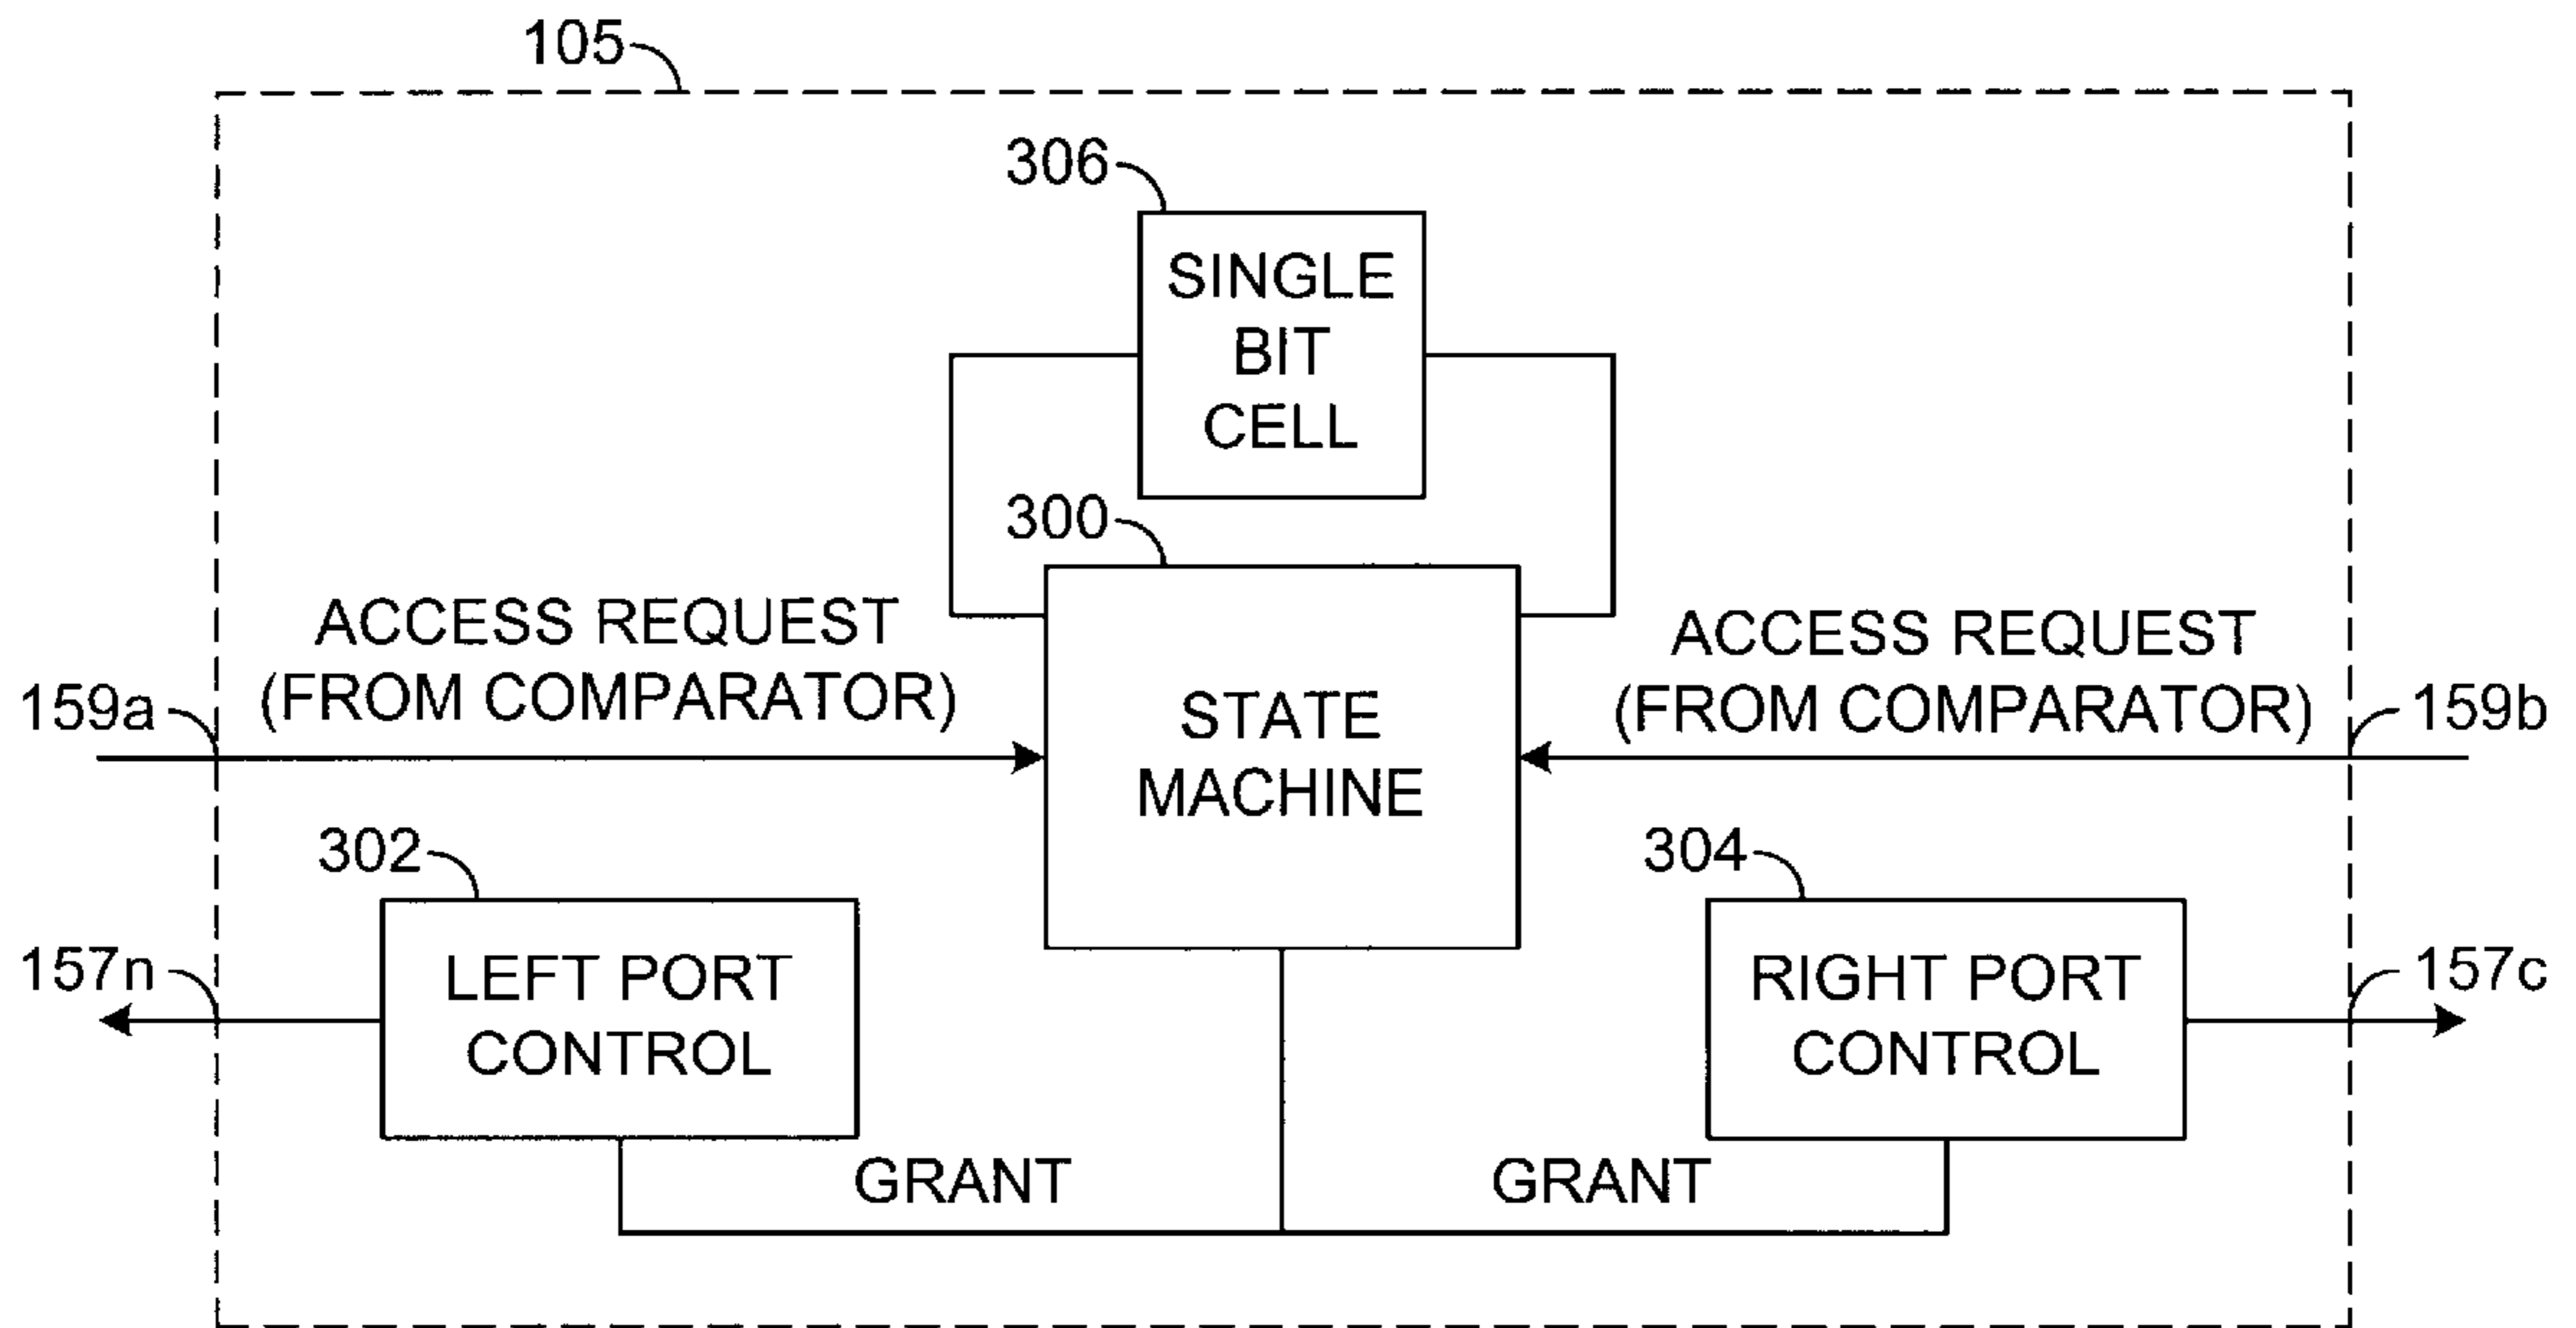 105
306
SINGLE
BIT
CELL
300
ACCESS REQUEST
(FROM COMPARATOR)
159a
STATE
MACHINE
ACCESS REQUEST
(FROM COMPARATOR)
159b
302
LEFT PORT
CONTROL
157n
304
RIGHT PORT
CONTROL
157c
GRANT
GRANT